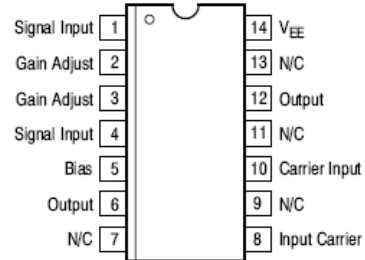 Signal Input 1 14 VEE
Gain Adjust 2 13 N/C
Gain Adjust 3 12 Output
Signal Input 4 11 N/C
Bias 5 10 Carrier Input
Output 6 9 N/C
N/C 7 8 Input Carrier